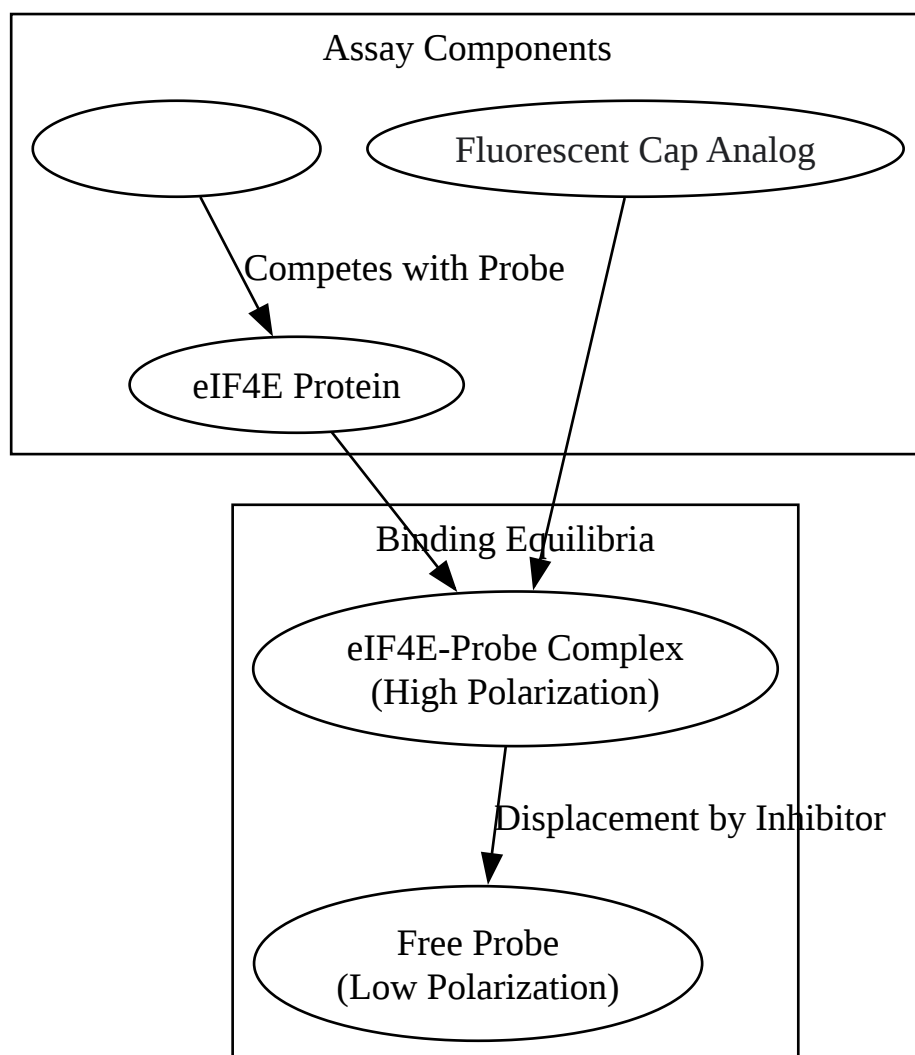 Assay Components
Fluorescent Cap Analog
Competes with Probe
eIF4E Protein
Binding Equilibria
eIF4E-Probe Complex
(High Polarization)
Displacement by Inhibitor
Free Probe
(Low Polarization)